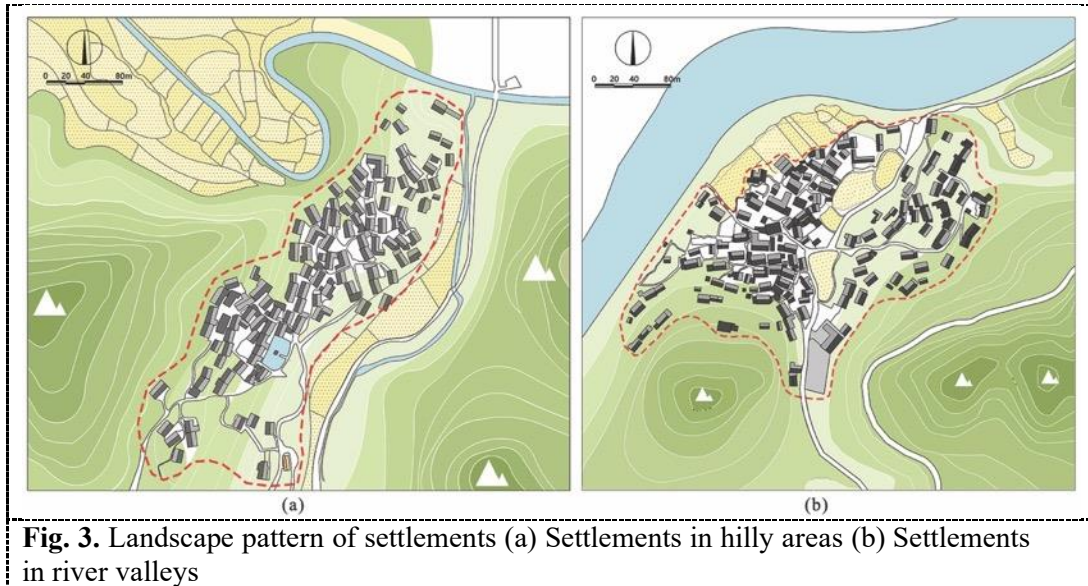 0 20 40 80m
0 20 40 80m
(a)
(b)
Fig. 3. Landscape pattern of settlements (a) Settlements in hilly areas (b) Settlements
in river valleys